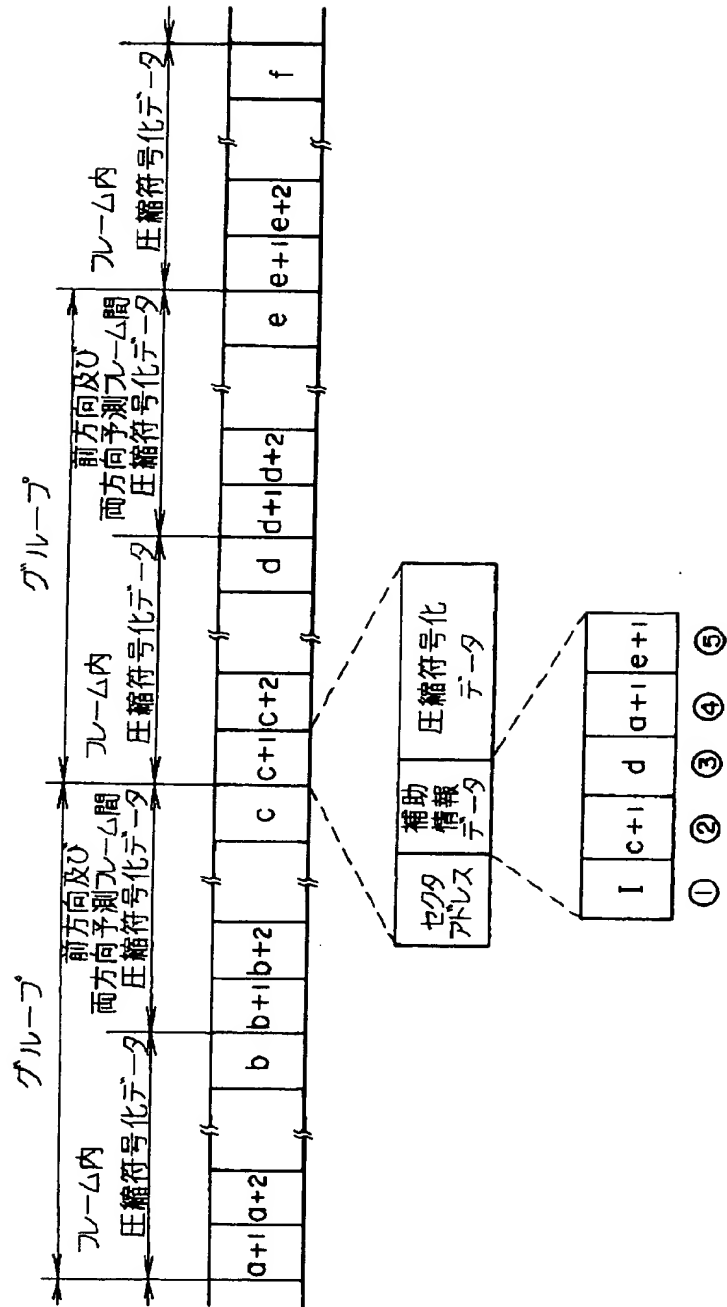 グループ
グループ
フレーム内
圧縮符号化データ
前方向及び
両方向予測フレーム間
圧縮符号化データ
フレーム内
圧縮符号化データ
前方向及び
両方向予測フレーム間
圧縮符号化データ
フレーム内
圧縮符号化データ
a+1 a+2 b b+1 b+2 c c+1 c+2 d d+1 d+2 e e+1 e+2 f
セクタ
アドレス
補助
情報
データ
圧縮符号化
データ
I c+1 d a+1 e+1
① ② ③ ④ ⑤